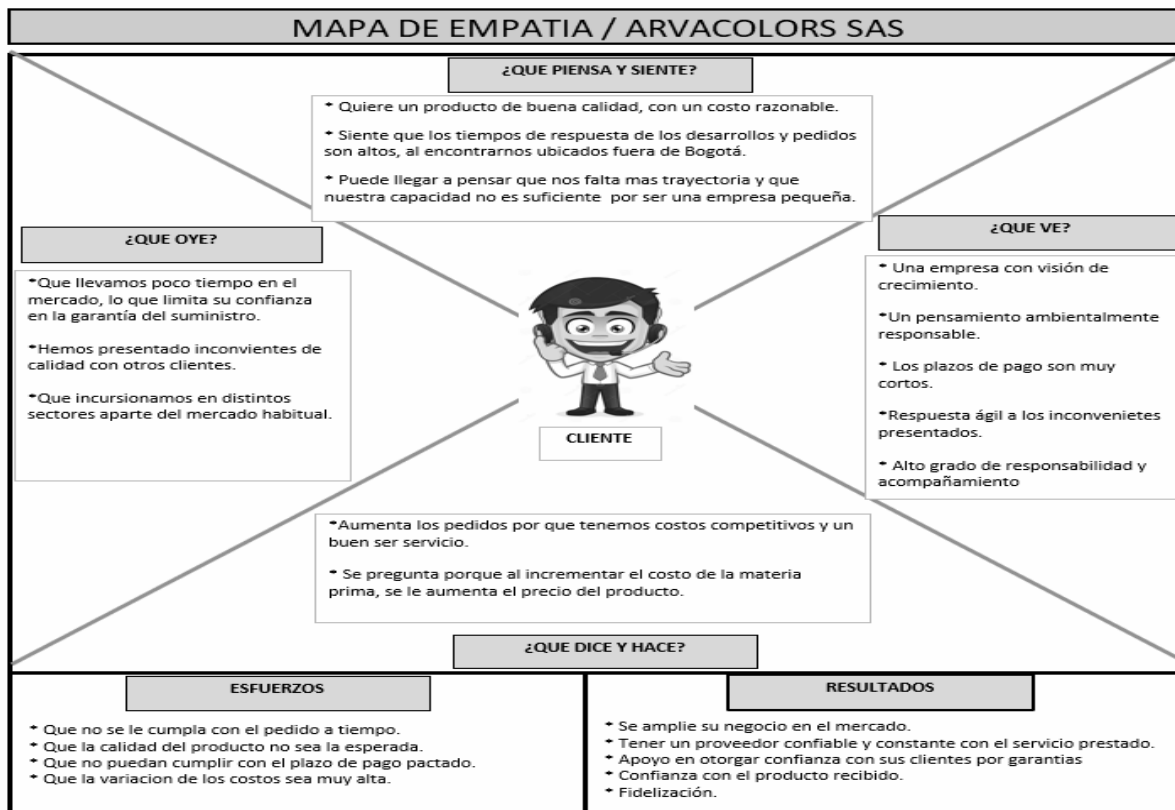 MAPA DE EMPATIA / ARVACOLORS SAS
¿QUE PIENSA Y SIENTE?
* Quiere un producto de buena calidad, con un costo razonable.
* Siente que los tiempos de respuesta de los desarrollos y pedidos
son altos, al encontrarnos ubicados fuera de Bogotá.
* Puede llegar a pensar que nos falta mas trayectoria y que
nuestra capacidad no es suficiente por ser una empresa pequeña.
¿QUE OYE?
*Que llevamos poco tiempo en el
mercado, lo que limita su confianza
en la garantía del suministro.
*Hemos presentado inconvientes de
calidad con otros clientes.
*Que incursionamos en distintos
sectores aparte del mercado habitual.
¿QUE VE?
* Una empresa con visión de
crecimiento.
*Un pensamiento ambientalmente
responsable.
* Los plazos de pago son muy
cortos.
*Respuesta ágil a los inconvenietes
presentados.
* Alto grado de responsabilidad y
acompañamiento
CLIENTE
*Aumenta los pedidos por que tenemos costos competitivos y un
buen ser servicio.
* Se pregunta porque al incrementar el costo de la materia
prima, se le aumenta el precio del producto.
¿QUE DICE Y HACE?
ESFUERZOS
* Que no se le cumpla con el pedido a tiempo.
* Que la calidad del producto no sea la esperada.
* Que no puedan cumplir con el plazo de pago pactado.
* Que la variacion de los costos sea muy alta.
RESULTADOS
* Se amplie su negocio en el mercado.
* Tener un proveedor confiable y constante con el servicio prestado.
* Apoyo en otorgar confianza con sus clientes por garantias
* Confianza con el producto recibido.
* Fidelización.